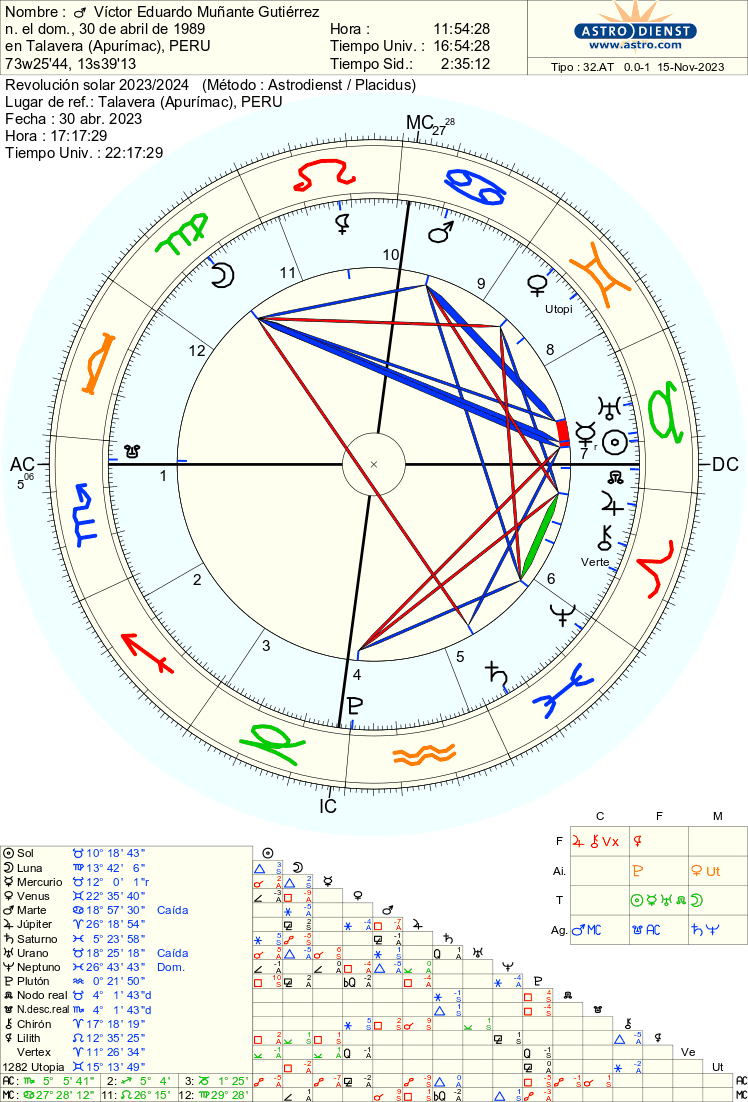 Nombre : ♂ Víctor Eduardo Muñante Gutiérrez
n. el dom., 30 de abril de 1989 Hora : 11:54:28
en Talavera (Apurímac), PERU Tiempo Univ. : 16:54:28
73w25'44, 13s39'13 Tiempo Sid.: 2:35:12
ASTRO DIENST
www.astro.com
Tipo : 32.AT 0.0-1 15-Nov-2023
Revolución solar 2023/2024 (Método : Astrodienst / Placidus)
Lugar de ref.: Talavera (Apurímac), PERU
Fecha : 30 abr. 2023
Hora : 17:17:29
Tiempo Univ. : 22:17:29
MC 27 28
10
11
9
Utopi
8
12
AC 5 06
7 r
DC
1
Verte
2
6
3
5
4
IC
C F M
F ♃ ⚷ Vx ⚸
Ai. ♇ ♀ Ut
T ☉ ☿ ♅ ☊ ☽
Ag. ♂ MC ☋ AC ♄ ♆
☉ Sol ♉ 10° 18' 43"
☽ Luna ♍ 13° 42' 6"
☿ Mercurio ♉ 12° 0' 1"r
♀ Venus ♊ 22° 35' 40"
♂ Marte ♋ 18° 57' 30" Caída
♃ Júpiter ♈ 26° 18' 54"
♄ Saturno ♓ 5° 23' 58"
♅ Urano ♉ 18° 25' 18" Caída
♆ Neptuno ♓ 26° 43' 43" Dom.
♇ Plutón ♒ 0° 21' 50"
☊ Nodo real ♉ 4° 1' 43"d
☋ N.desc.real ♏ 4° 1' 43"d
⚷ Chirón ♈ 17° 18' 19"
⚸ Lilith ♌ 12° 35' 25"
Vertex ♈ 11° 26' 34"
1282 Utopia ♊ 15° 13' 49"
AC: ♏ 5° 5' 41" 2: ♐ 5° 4' 3: ♑ 1° 25'
MC: ♋ 27° 28' 12" 11: ♌ 26° 15' 12: ♍ 29° 28'
Ve
Ut
AC
MC